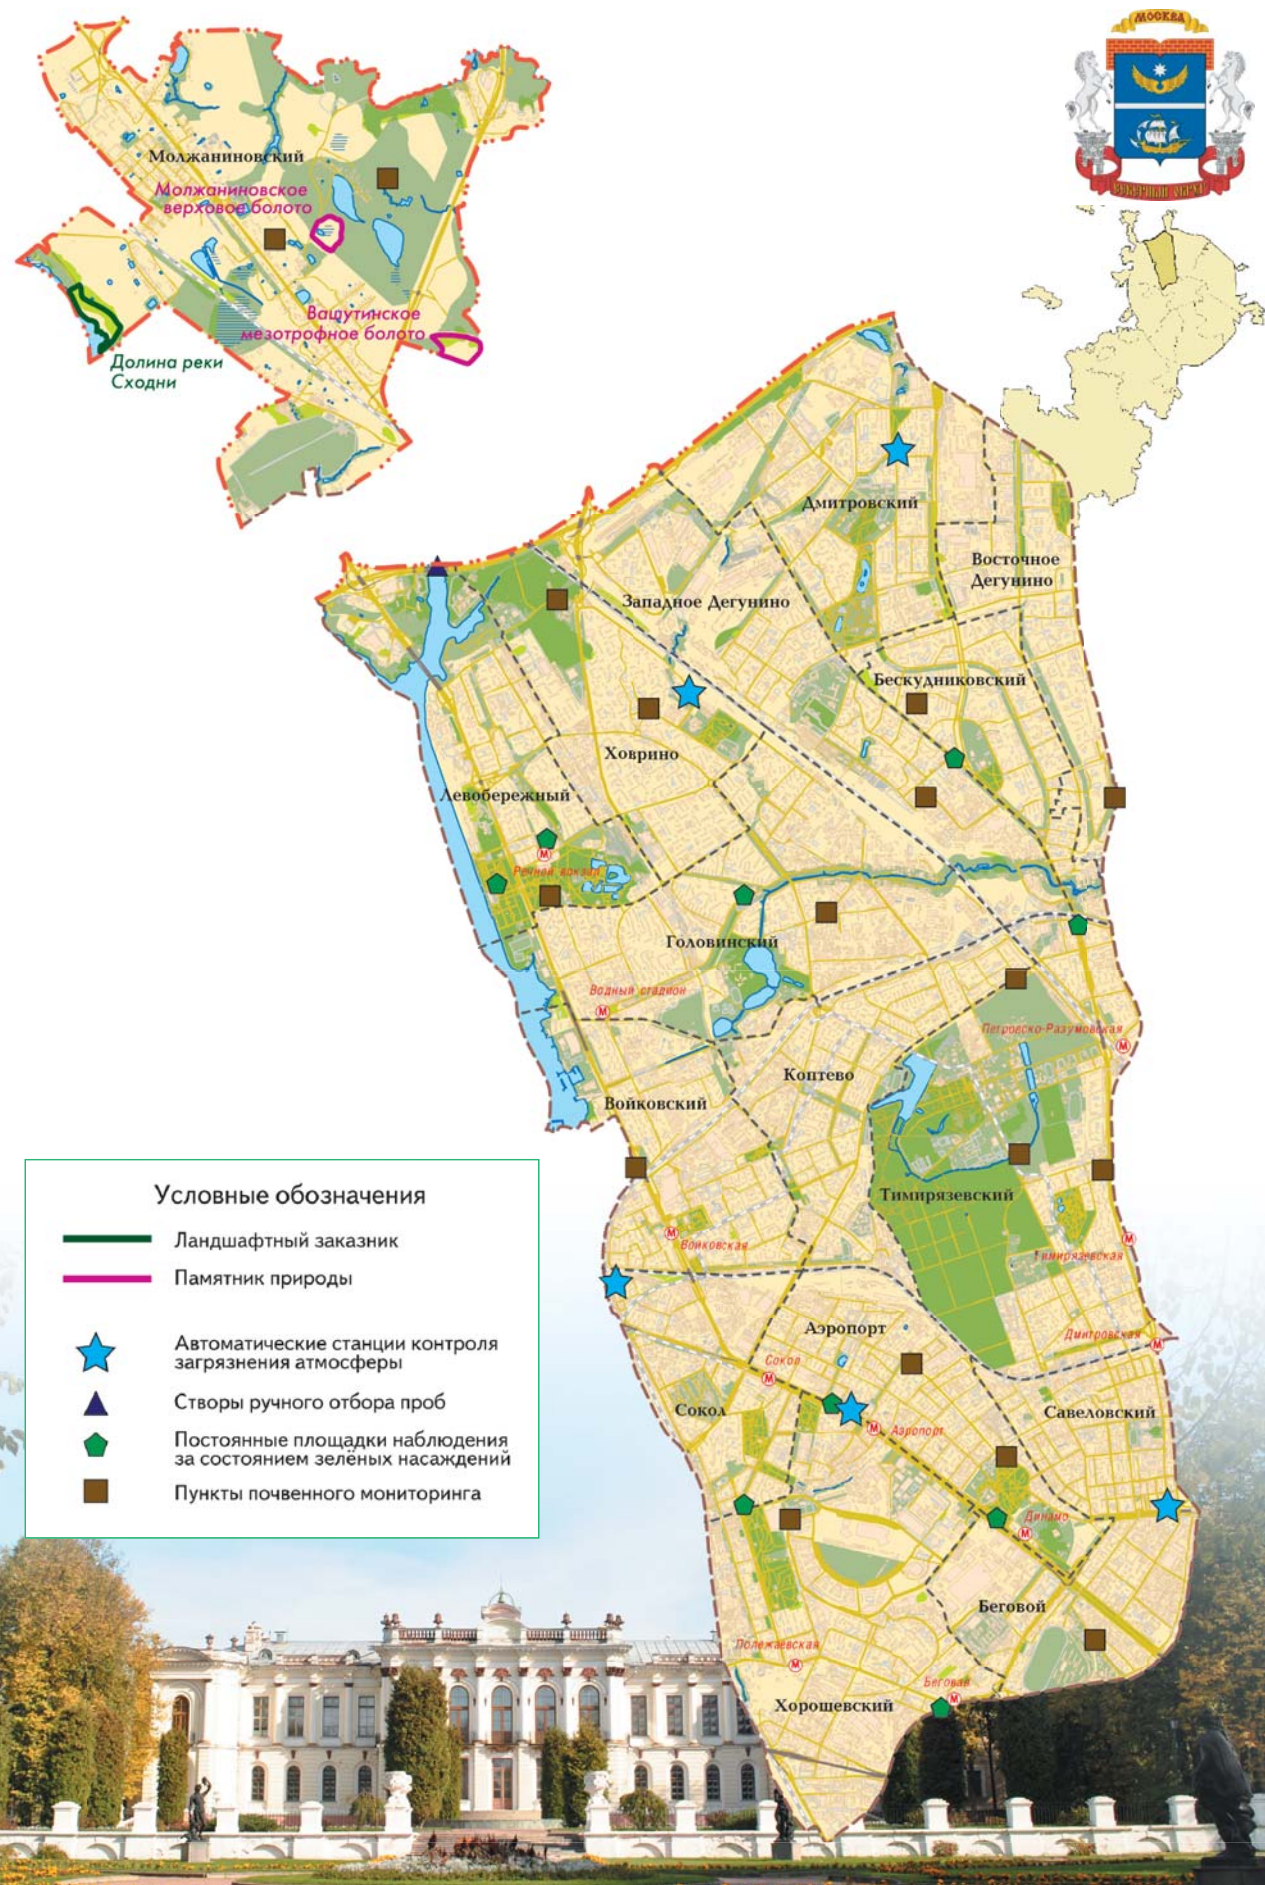 МОСКВА
СЕВЕРНЫЙ ОКРУГ
Молжаниновский
Молжаниновское
верховое болото
Вашутинское
мезотрофное болото
Долина реки
Сходни
Дмитровский
Восточное
Дегунино
Западное Дегунино
Бескудниковский
Ховрино
Левобережный
М
Речной вокзал
Головинский
Водный стадион
М
Петровско-Разумовская
М
Коптево
Войковский
Тимирязевский
М
Войковская
М
Тимирязевская
Аэропорт
Дмитровская
М
Сокол
М
Сокол
Савеловский
М
Аэропорт
Динамо
М
Беговой
Полежаевская
М
Беговая
М
Хорошевский
Условные обозначения
Ландшафтный заказник
Памятник природы
Автоматические станции контроля
загрязнения атмосферы
Створы ручного отбора проб
Постоянные площадки наблюдения
за состоянием зелёных насаждений
Пункты почвенного мониторинга